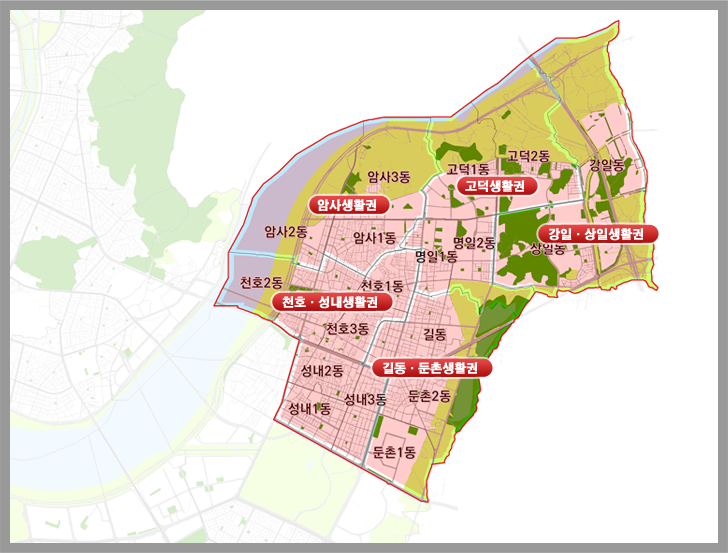 고덕2동
강일동
고덕1동
암사3동
고덕생활권
암사생활권
암사2동
암사1동
명일2동
강일 · 상일생활권
상일동
명일1동
천호2동
천호1동
천호 · 성내생활권
천호3동
길동
성내2동
길동 · 둔촌생활권
성내3동
둔촌2동
성내1동
둔촌1동